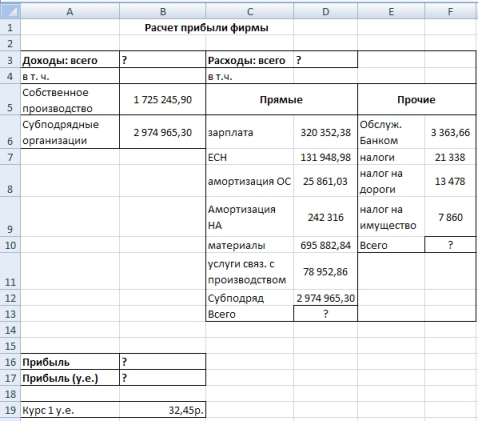 A B C D E F
1 Расчет прибыли фирмы
2
3 Доходы: всего ? Расходы: всего ?
4 в т. ч. в т.ч.
5 Собственное производство 1 725 245,90 Прямые Прочие
6 Субподрядные организации 2 974 965,30 зарплата 320 352,38 Обслуж. Банком 3 363,66
7 ЕСН 131 948,98 налоги 21 338
8 амортизация ОС 25 861,03 налог на дороги 13 478
9 Амортизация НА 242 316 налог на имущество 7 860
10 материалы 695 882,84 Всего ?
11 услуги связ. с производством 78 952,86
12 Субподряд 2 974 965,30
13 Всего ?
14
15
16 Прибыль ?
17 Прибыль (у.е.) ?
18
19 Курс 1 у.е. 32,45р.